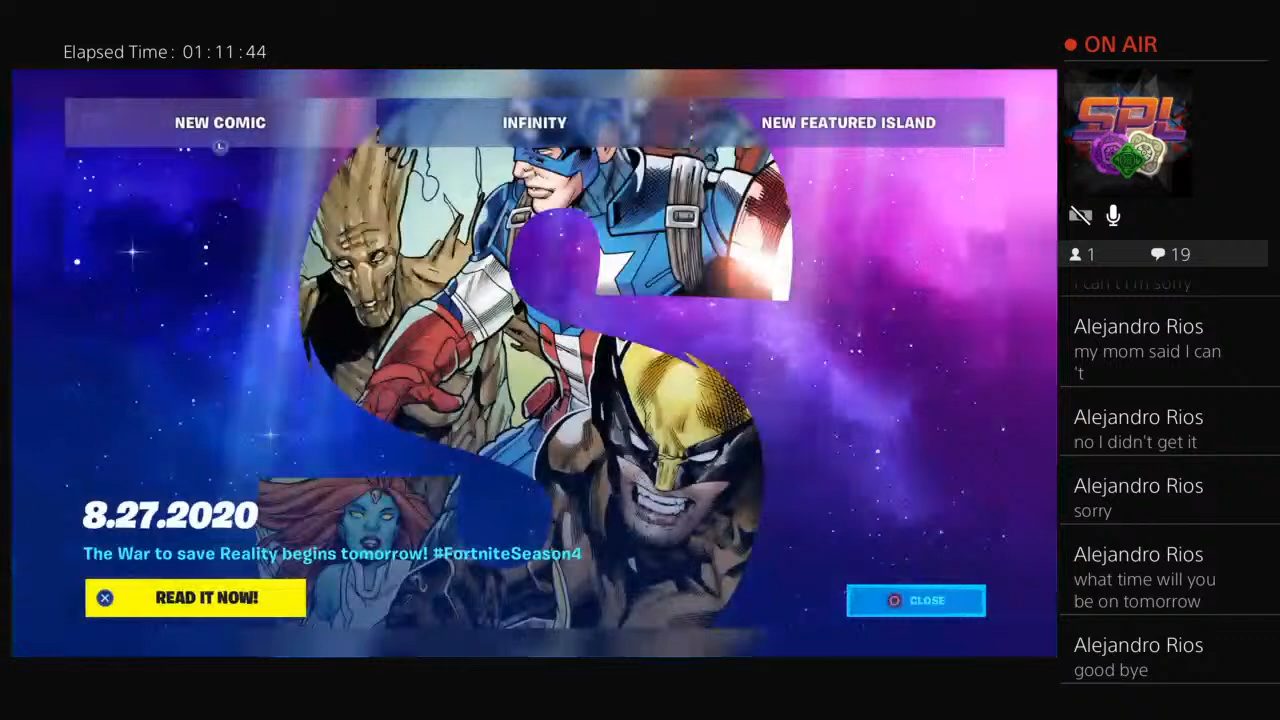 Elapsed Time: 01:11:44
ON AIR
SPL
NEW COMIC
INFINITY
NEW FEATURED ISLAND
L
1
19
I can't I'm sorry
Alejandro Rios
my mom said I can
't
Alejandro Rios
no I didn't get it
Alejandro Rios
sorry
Alejandro Rios
what time will you
be on tomorrow
Alejandro Rios
good bye
8.27.2020
The War to save Reality begins tomorrow! #FortniteSeason4
READ IT NOW!
CLOSE